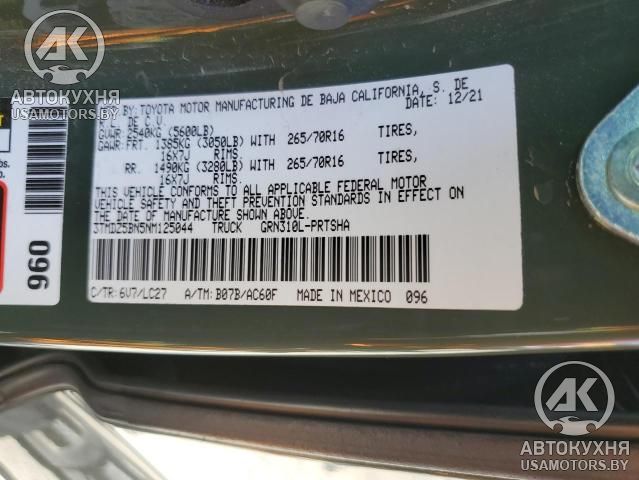 BY: TOYOTA MOTOR MANUFACTURING DE BAJA CALIFORNIA, S. DE
R.L. DE C.V.
DATE: 12/21
GVWR: 2540KG (5600LB)
GAWR: FRT. 1385KG (3050LB) WITH 265/70R16 TIRES,
16X7J RIMS
RR. 1490KG (3280LB) WITH 265/70R16 TIRES,
16X7J RIMS
THIS VEHICLE CONFORMS TO ALL APPLICABLE FEDERAL MOTOR
VEHICLE SAFETY AND THEFT PREVENTION STANDARDS IN EFFECT ON
THE DATE OF MANUFACTURE SHOWN ABOVE.
3TMDZ5BN5NM125044 TRUCK GRN310L-PRTSHA
C/TR: 6V7/LC27 A/TM: B07B/AC60F MADE IN MEXICO 096
960
lbs.
АК
АВТОКУХНЯ
USAMOTORS.BY
АК
АВТОКУХНЯ
USAMOTORS.BY